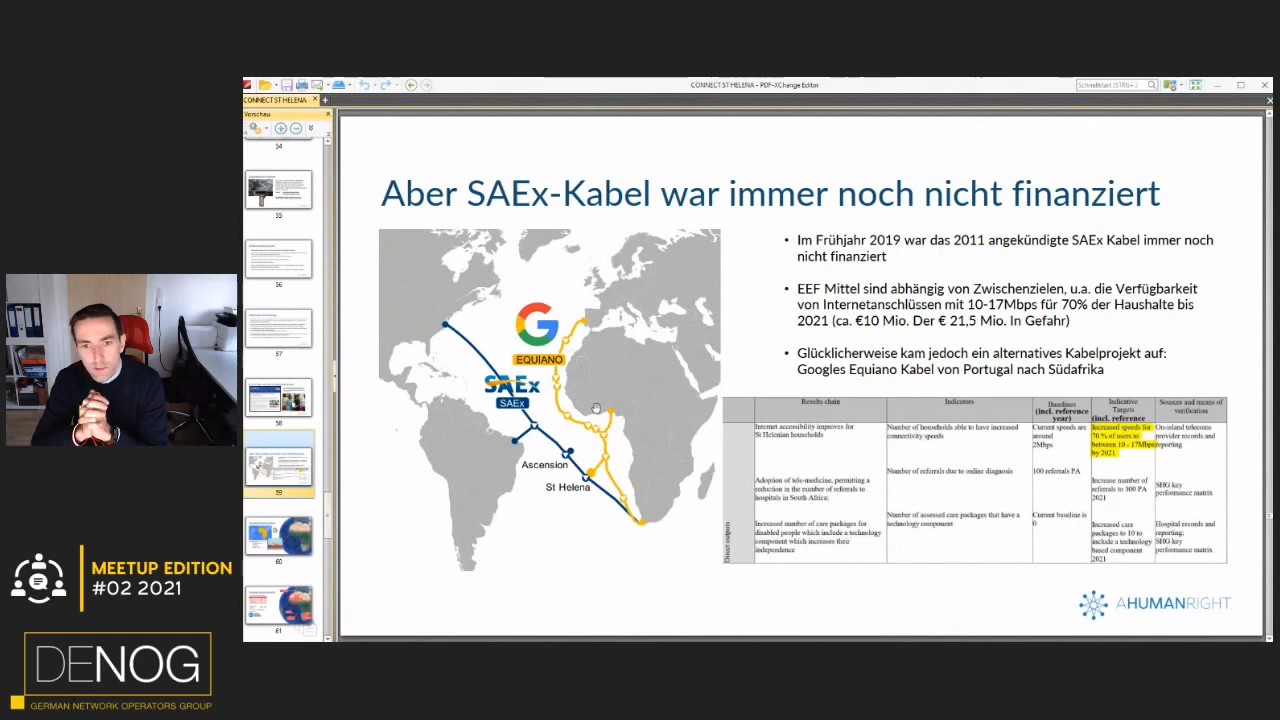 CONNECT ST HELENA - PDF-XChange Editor
Schnellstart (STRG+.)
CONNECT ST HELENA
Vorschau
54
55
56
57
58
59
60
61
Aber SAEx-Kabel war immer noch nicht finanziert
EQUIANO
SAEx
SAEx
Ascension
St Helena
• Im Frühjahr 2019 war das 2011 angekündigte SAEx Kabel immer noch
nicht finanziert
• EEF Mittel sind abhängig von Zwischenzielen, u.a. die Verfügbarkeit
von Internetanschlüssen mit 10-17Mbps für 70% der Haushalte bis
2021 (ca. €10 Mio. Der € 21,5 Mio. In Gefahr)
• Glücklicherweise kam jedoch ein alternatives Kabelprojekt auf:
Googles Equiano Kabel von Portugal nach Südafrika
Results chain
Indicators
Baselines
(incl. reference
year)
Indicative
Targets
(incl. reference
Sources and means of
verification
Direct outputs
Internet accessibility improves for
St Helenian households
Number of households able to have increased
connectivity speeds
Current speeds are
around
2Mbps
Increased speeds for
70 % of users to
between 10 - 17Mbps
by 2021
On-island telecoms
provider records and
reporting
Adoption of tele-medicine, permitting a
reduction in the number of referrals to
hospitals in South Africa;
Number of referrals due to online diagnosis
100 referrals PA
Increase number of
referrals to 300 PA
2021
SHG key
performance matrix
Increased number of care packages for
disabled people which include a technology
component which increases their
independence
Number of assessed care packages that have a
technology component
Current baseline is
0
Increased care
packages to 10 to
include a technology
based component
2021
Hospital records and
reporting;
SHG key
performance matrix
AHUMANRIGHT
MEETUP EDITION
#02 2021
DENOG
GERMAN NETWORK OPERATORS GROUP